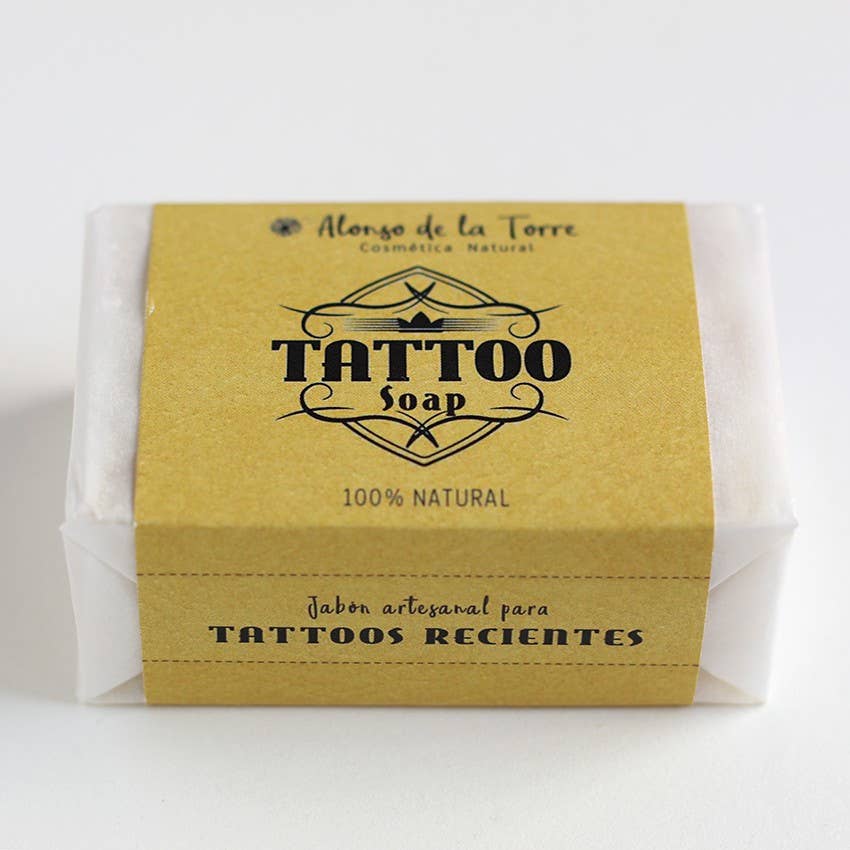 Alonso de la Torre
Cosmética Natural
TATTOO
Soap
100% NATURAL
Jabón artesanal para
TATTOOS RECIENTES